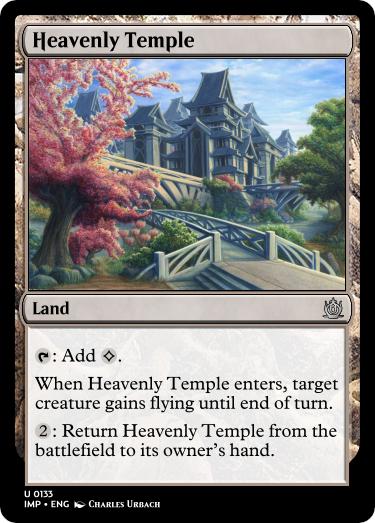 Heavenly Temple
Land
: Add .
When Heavenly Temple enters, target
creature gains flying until end of turn.
2: Return Heavenly Temple from the
battlefield to its owner's hand.
U 0133
IMP • ENG Charles Urbach